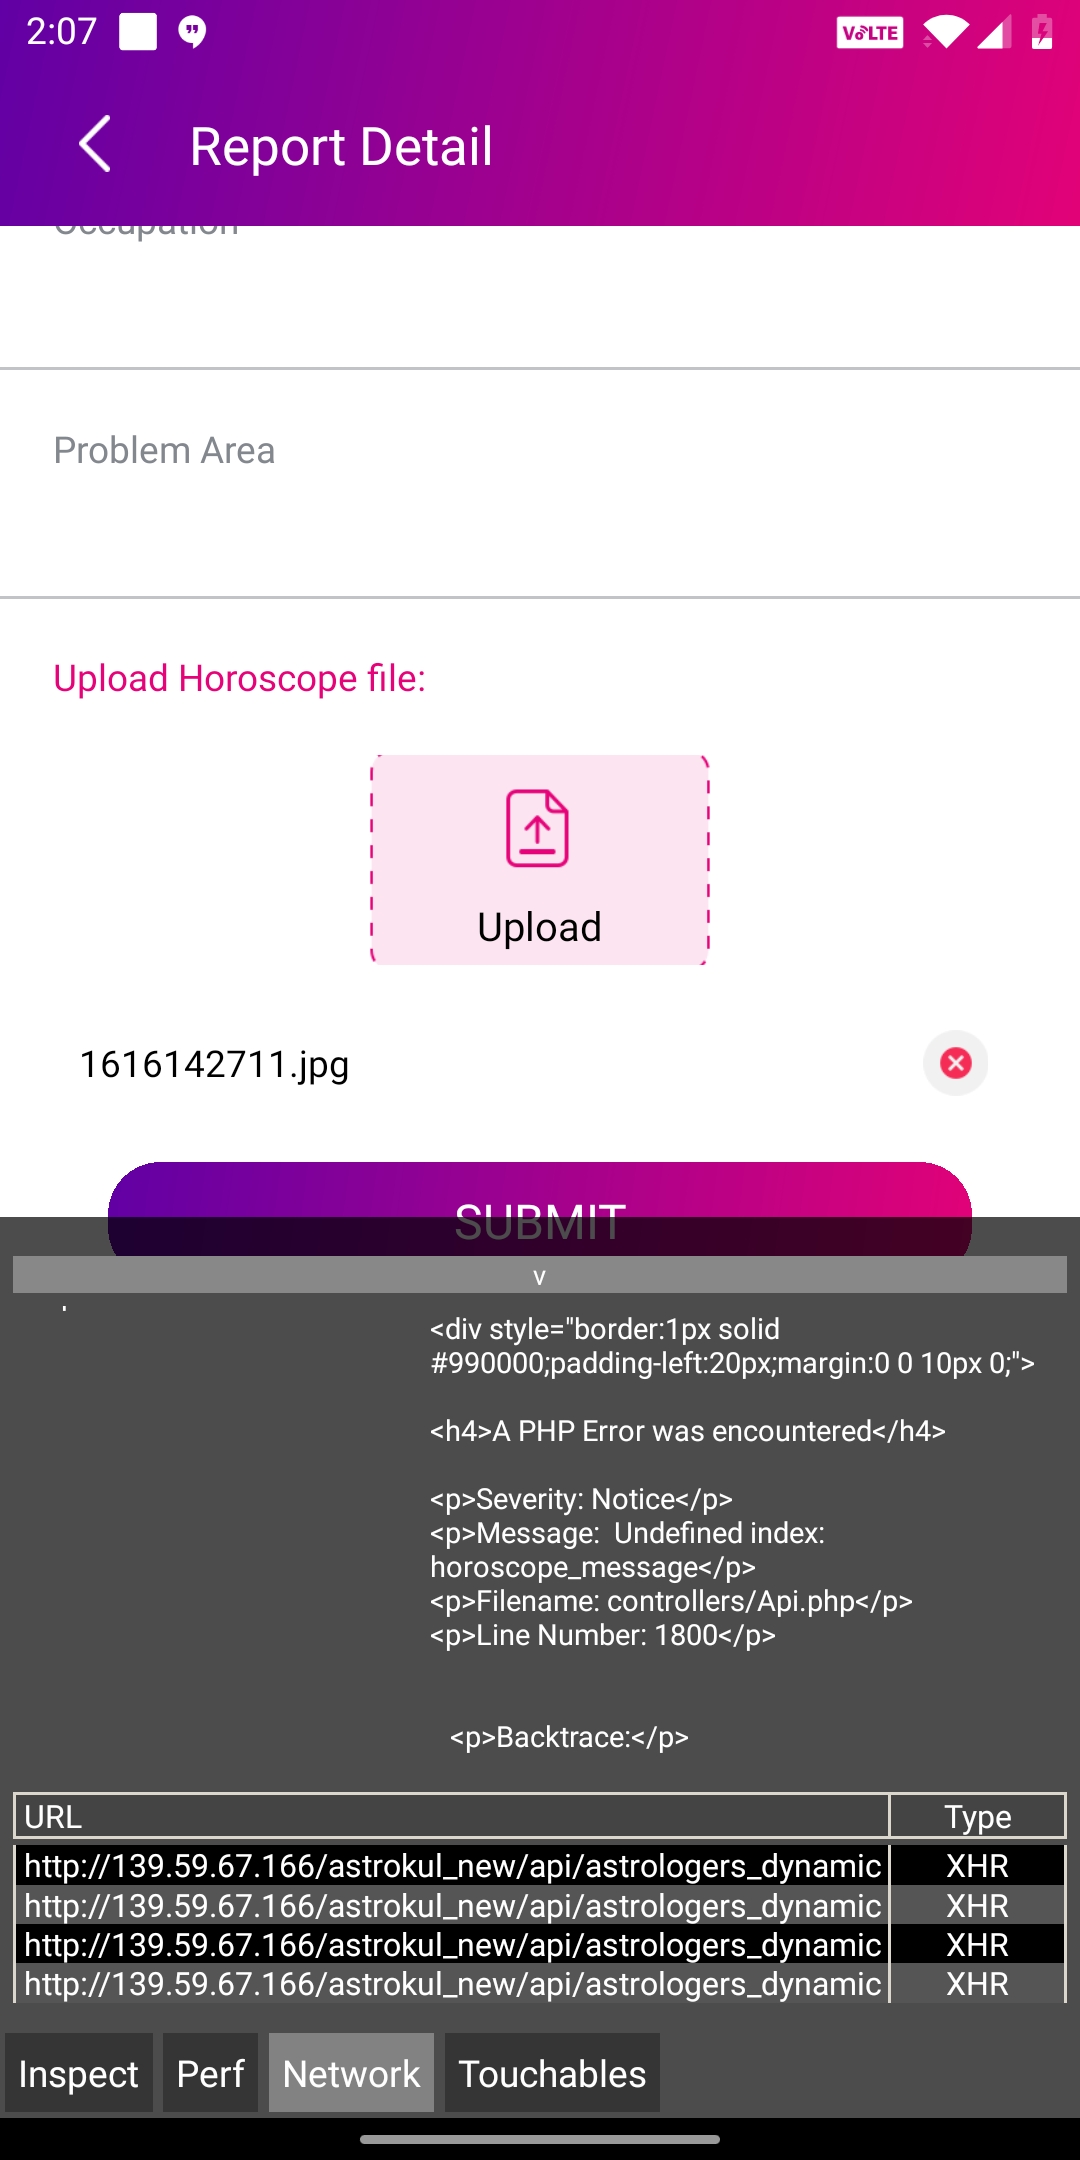 2:07
VoLTE
Report Detail
Occupation
Problem Area
Upload Horoscope file:
Upload
1616142711.jpg
SUBMIT
v
<div style="border:1px solid
#990000;padding-left:20px;margin:0 0 10px 0;">
<h4>A PHP Error was encountered</h4>
<p>Severity: Notice</p>
<p>Message:  Undefined index:
horoscope_message</p>
<p>Filename: controllers/Api.php</p>
<p>Line Number: 1800</p>
<p>Backtrace:</p>
URL Type
http://139.59.67.166/astrokul_new/api/astrologers_dynamic XHR
http://139.59.67.166/astrokul_new/api/astrologers_dynamic XHR
http://139.59.67.166/astrokul_new/api/astrologers_dynamic XHR
http://139.59.67.166/astrokul_new/api/astrologers_dynamic XHR
Inspect Perf Network Touchables